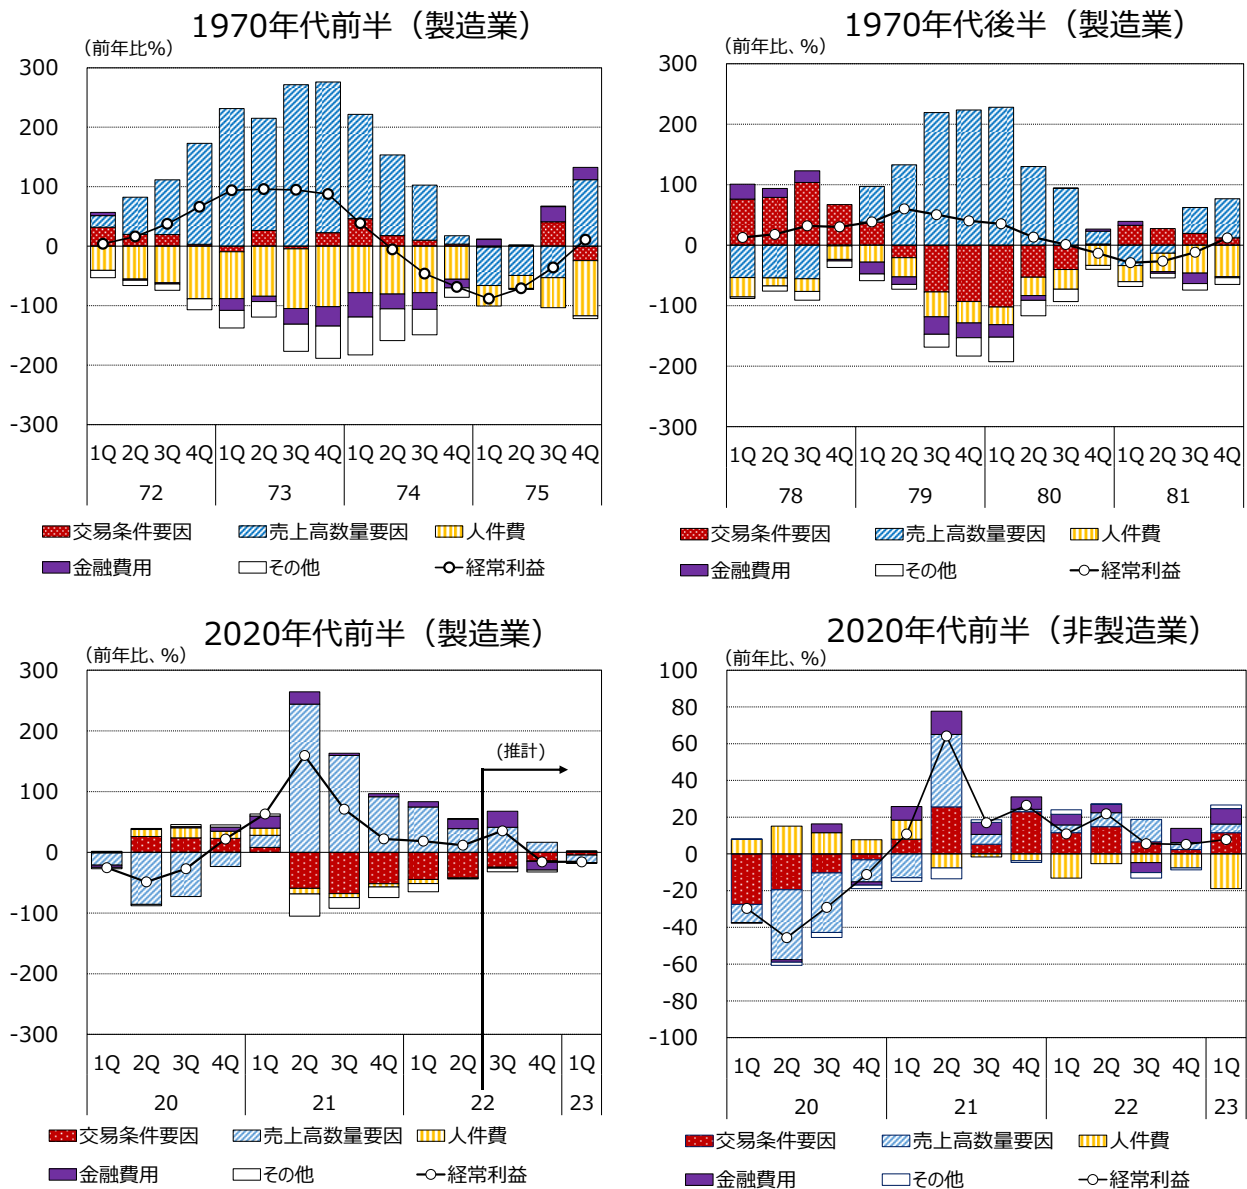 1970年代前半（製造業）
（前年比%）
300
200
100
0
-100
-200
-300
1Q 2Q 3Q 4Q 1Q 2Q 3Q 4Q 1Q 2Q 3Q 4Q 1Q 2Q 3Q 4Q
72 73 74 75
交易条件要因 売上高数量要因 人件費
金融費用 その他 経常利益
1970年代後半（製造業）
（前年比、%）
300
200
100
0
-100
-200
-300
1Q 2Q 3Q 4Q 1Q 2Q 3Q 4Q 1Q 2Q 3Q 4Q 1Q 2Q 3Q 4Q
78 79 80 81
交易条件要因 売上高数量要因 人件費
金融費用 その他 経常利益
2020年代前半（製造業）
（前年比、%）
300
200
100
0
-100
-200
-300
（推計）
1Q 2Q 3Q 4Q 1Q 2Q 3Q 4Q 1Q 2Q 3Q 4Q 1Q
20 21 22 23
交易条件要因 売上高数量要因 人件費
金融費用 その他 経常利益
2020年代前半（非製造業）
（前年比、%）
100
80
60
40
20
0
-20
-40
-60
-80
-100
1Q 2Q 3Q 4Q 1Q 2Q 3Q 4Q 1Q 2Q 3Q 4Q 1Q
20 21 22 23
交易条件要因 売上高数量要因 人件費
金融費用 その他 経常利益